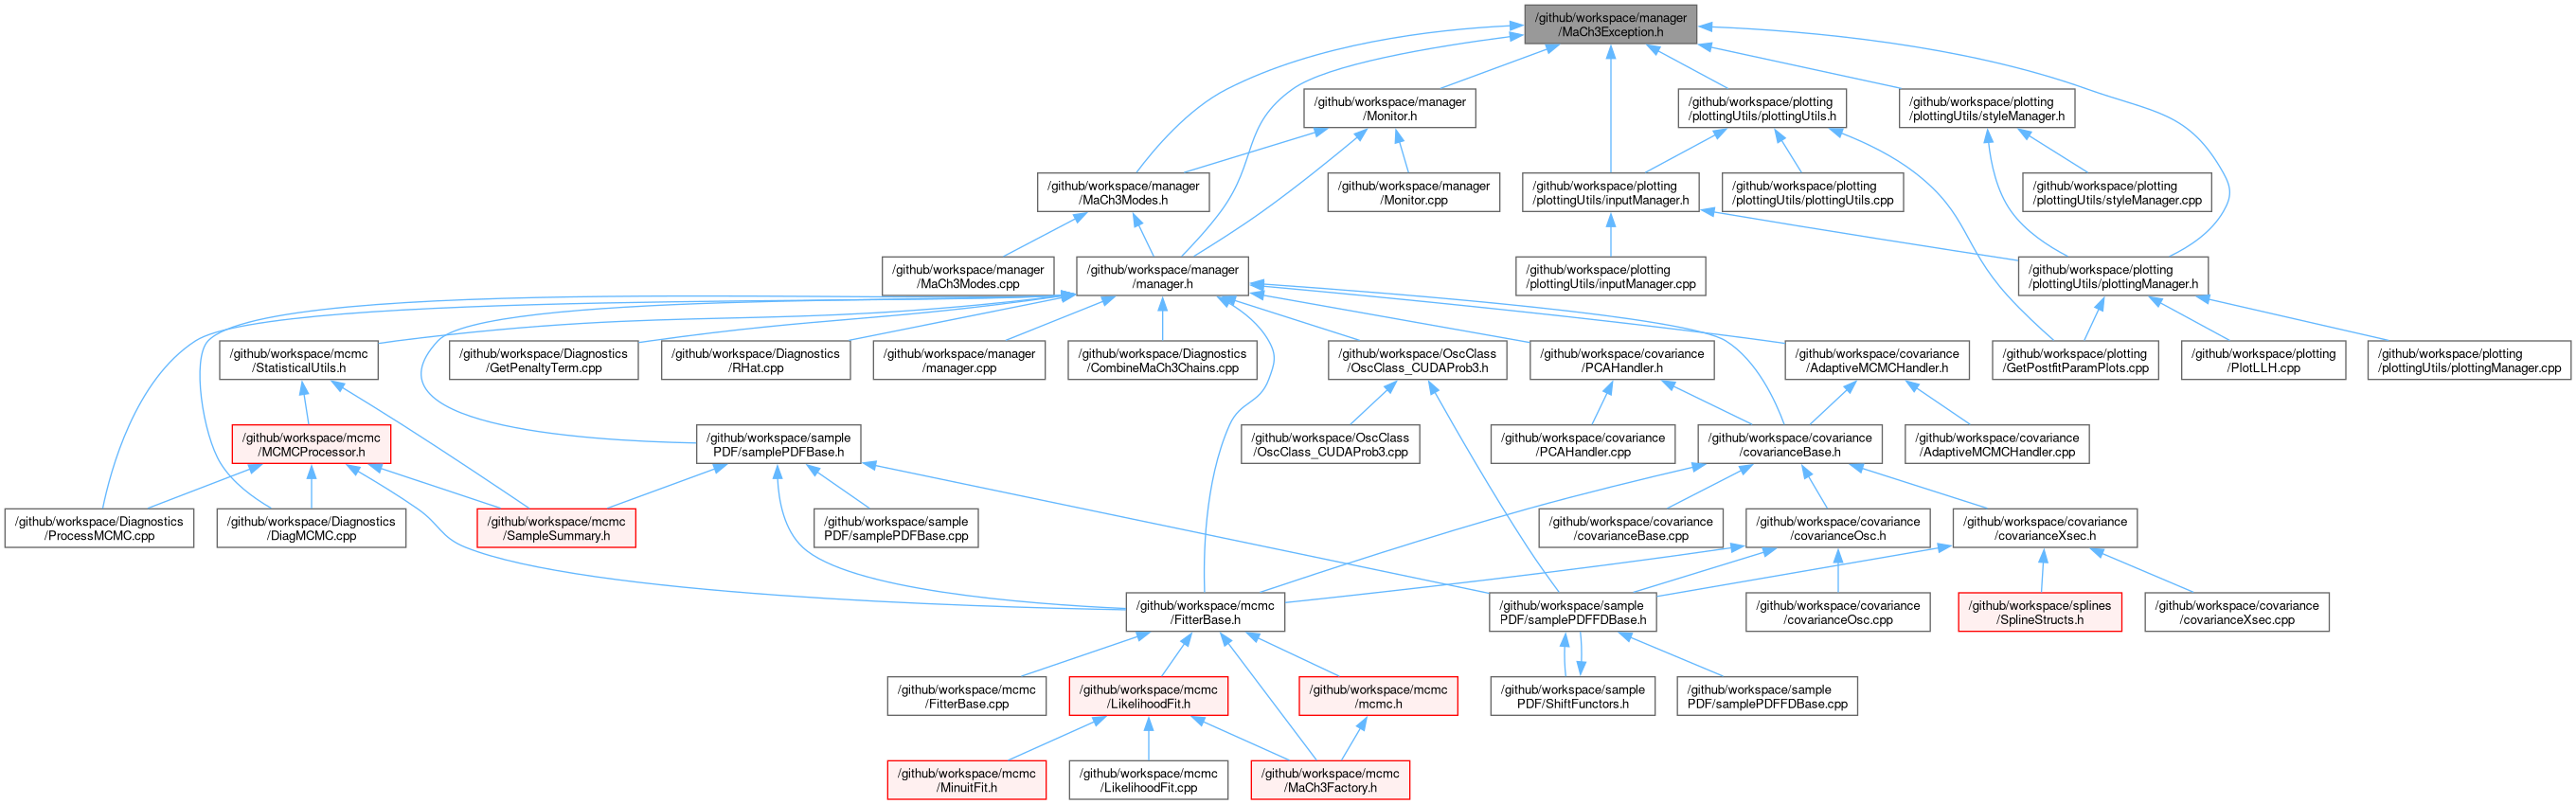 /github/workspace/manager
/MaCh3Exception.h
/github/workspace/manager
/Monitor.h
/github/workspace/plotting
/plottingUtils/plottingUtils.h
/github/workspace/plotting
/plottingUtils/styleManager.h
/github/workspace/manager
/MaCh3Modes.h
/github/workspace/manager
/Monitor.cpp
/github/workspace/plotting
/plottingUtils/inputManager.h
/github/workspace/plotting
/plottingUtils/plottingUtils.cpp
/github/workspace/plotting
/plottingUtils/styleManager.cpp
/github/workspace/manager
/MaCh3Modes.cpp
/github/workspace/manager
/manager.h
/github/workspace/plotting
/plottingUtils/inputManager.cpp
/github/workspace/plotting
/plottingUtils/plottingManager.h
/github/workspace/mcmc
/StatisticalUtils.h
/github/workspace/Diagnostics
/GetPenaltyTerm.cpp
/github/workspace/Diagnostics
/RHat.cpp
/github/workspace/manager
/manager.cpp
/github/workspace/Diagnostics
/CombineMaCh3Chains.cpp
/github/workspace/OscClass
/OscClass_CUDAProb3.h
/github/workspace/covariance
/PCAHandler.h
/github/workspace/covariance
/AdaptiveMCMCHandler.h
/github/workspace/plotting
/GetPostfitParamPlots.cpp
/github/workspace/plotting
/PlotLLH.cpp
/github/workspace/plotting
/plottingUtils/plottingManager.cpp
/github/workspace/mcmc
/MCMCProcessor.h
/github/workspace/sample
PDF/samplePDFBase.h
/github/workspace/OscClass
/OscClass_CUDAProb3.cpp
/github/workspace/covariance
/PCAHandler.cpp
/github/workspace/covariance
/covarianceBase.h
/github/workspace/covariance
/AdaptiveMCMCHandler.cpp
/github/workspace/Diagnostics
/ProcessMCMC.cpp
/github/workspace/Diagnostics
/DiagMCMC.cpp
/github/workspace/mcmc
/SampleSummary.h
/github/workspace/sample
PDF/samplePDFBase.cpp
/github/workspace/covariance
/covarianceBase.cpp
/github/workspace/covariance
/covarianceOsc.h
/github/workspace/covariance
/covarianceXsec.h
/github/workspace/mcmc
/FitterBase.h
/github/workspace/sample
PDF/samplePDFFDBase.h
/github/workspace/covariance
/covarianceOsc.cpp
/github/workspace/splines
/SplineStructs.h
/github/workspace/covariance
/covarianceXsec.cpp
/github/workspace/mcmc
/FitterBase.cpp
/github/workspace/mcmc
/LikelihoodFit.h
/github/workspace/mcmc
/mcmc.h
/github/workspace/sample
PDF/ShiftFunctors.h
/github/workspace/sample
PDF/samplePDFFDBase.cpp
/github/workspace/mcmc
/MinuitFit.h
/github/workspace/mcmc
/LikelihoodFit.cpp
/github/workspace/mcmc
/MaCh3Factory.h